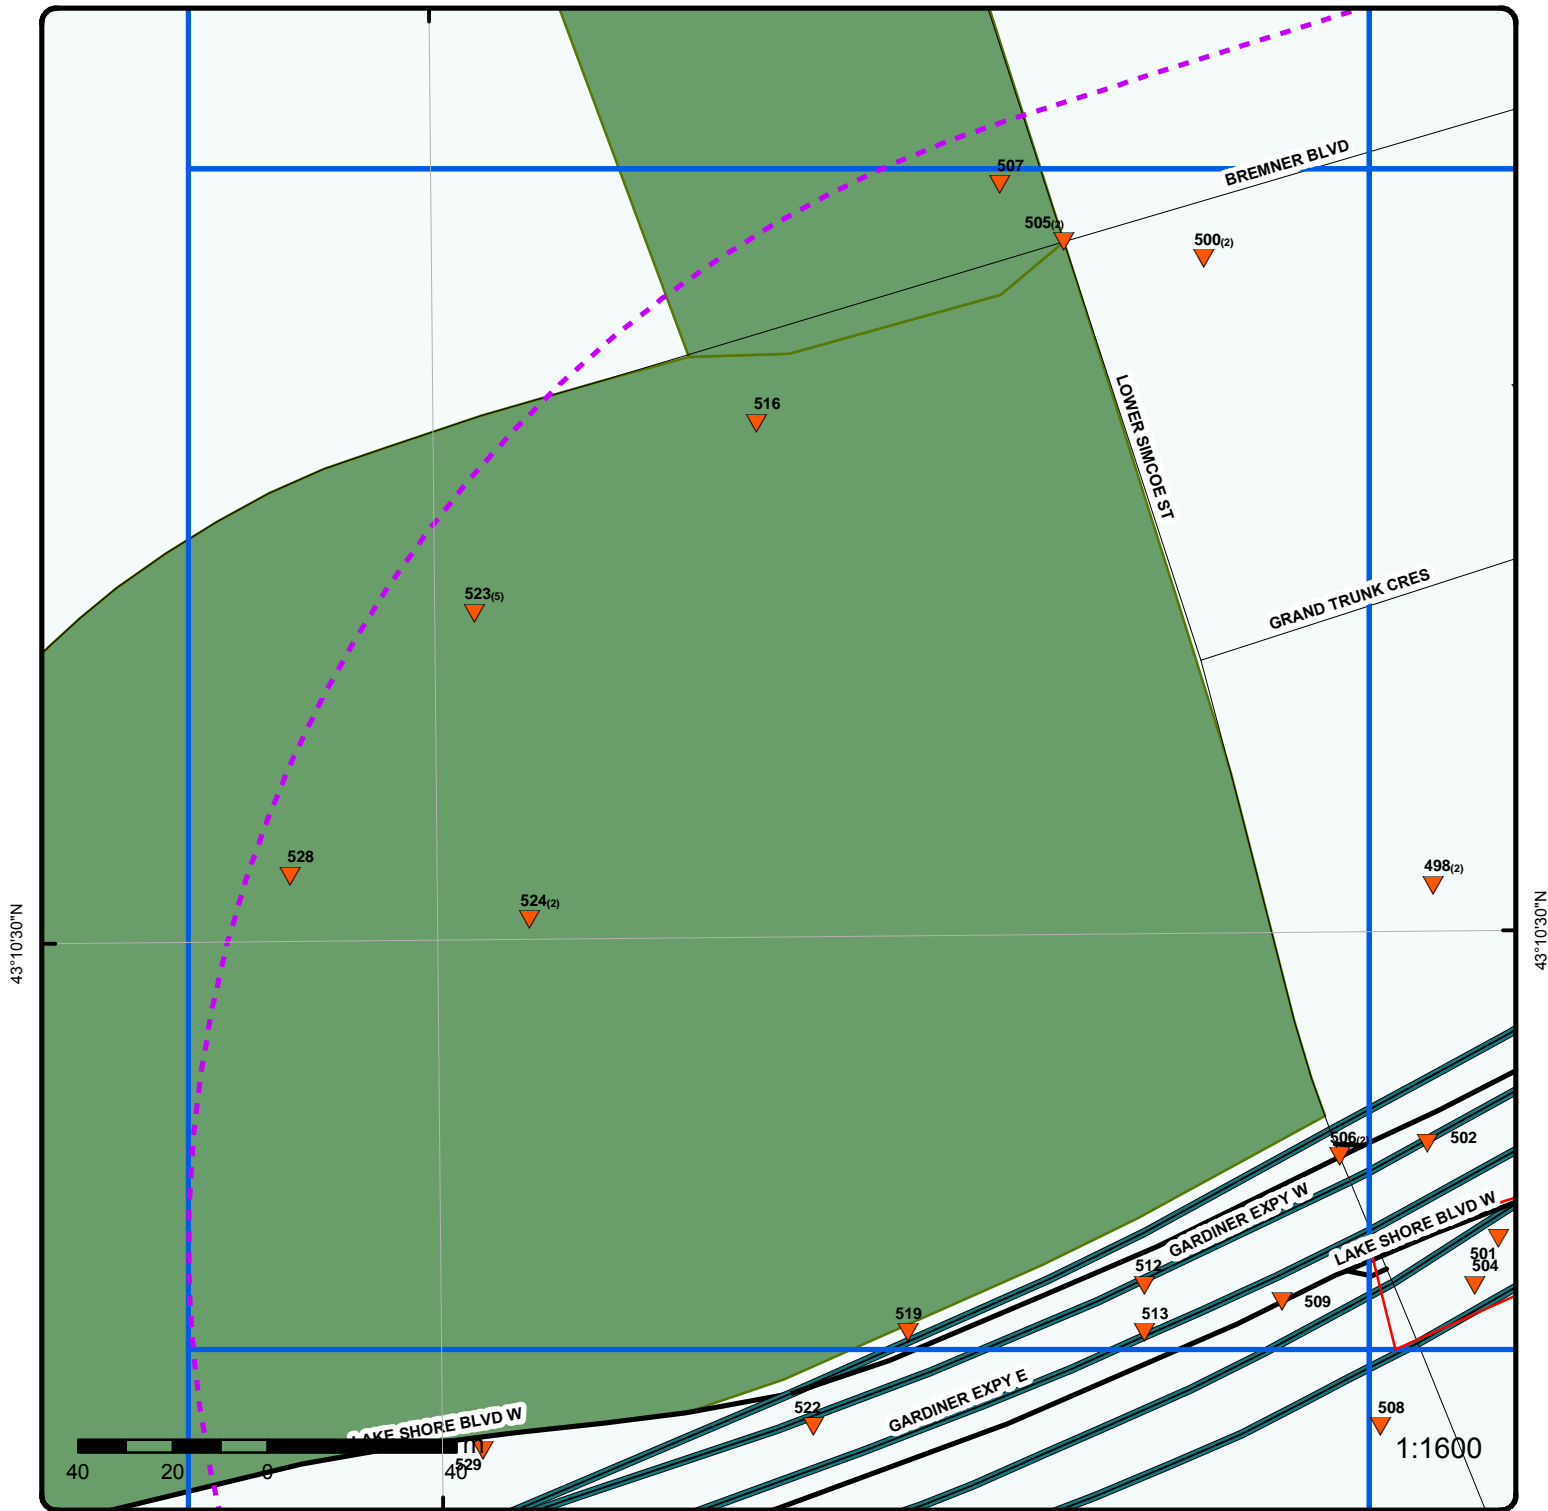 507
BREMNER BLVD
505(2)
500(2)
LOWER SIMCOE ST
516
GRAND TRUNK CRES
523(5)
528
524(2)
498(2)
43°10'30"N
43°10'30"N
506(2)
502
GARDINER EXPY W
LAKE SHORE BLVD W
501
504
512
509
519
513
GARDINER EXPY E
522
508
LAKE SHORE BLVD W
m
529
40 20 0 40
1:1600